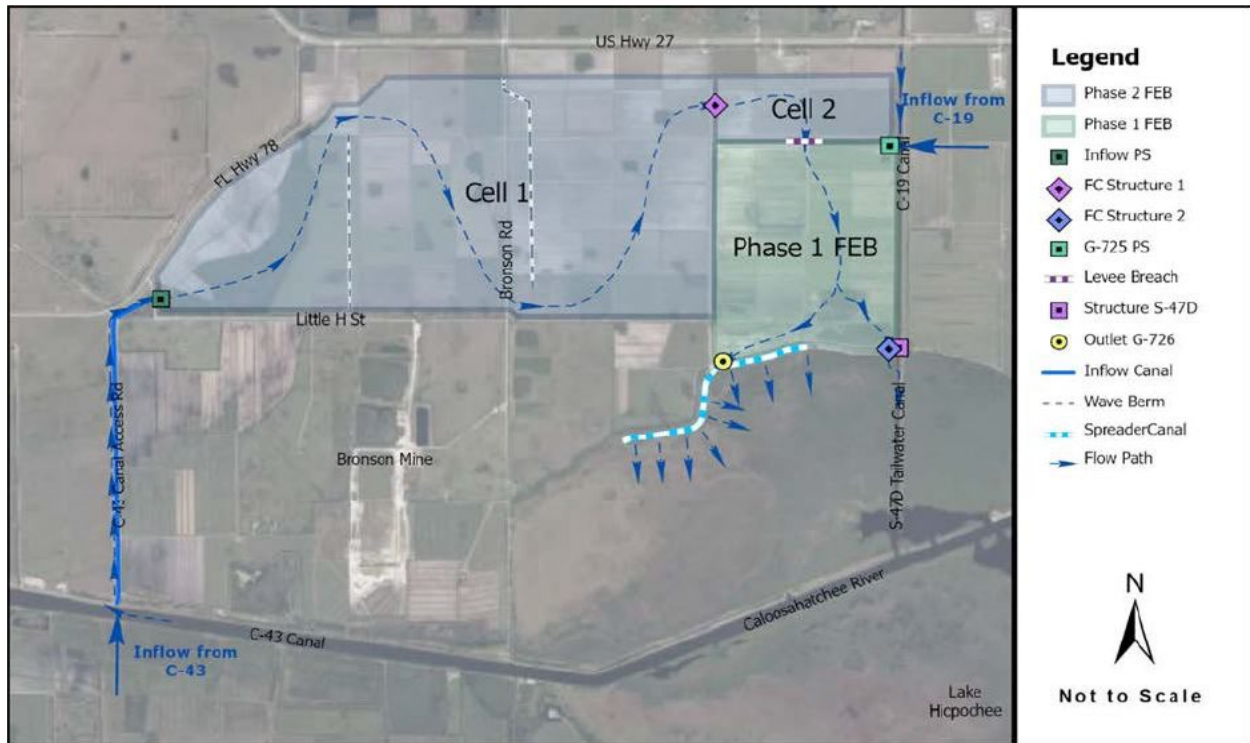 US Hwy 27
Cell 2
Inflow from
C-19
FL Hwy 78
Cell 1
C-19 Canal
Bronson Rd
Phase 1 FEB
Little H St
C-43 Canal Access Rd
Bronson Mine
S-47D Tailwater Canal
Caloosahatchee River
C-43 Canal
Inflow from
C-43
Lake
Hicpochee
Legend
Phase 2 FEB
Phase 1 FEB
Inflow PS
FC Structure 1
FC Structure 2
G-725 PS
Levee Breach
Structure S-47D
Outlet G-726
Inflow Canal
Wave Berm
SpreaderCanal
Flow Path
N
Not to Scale